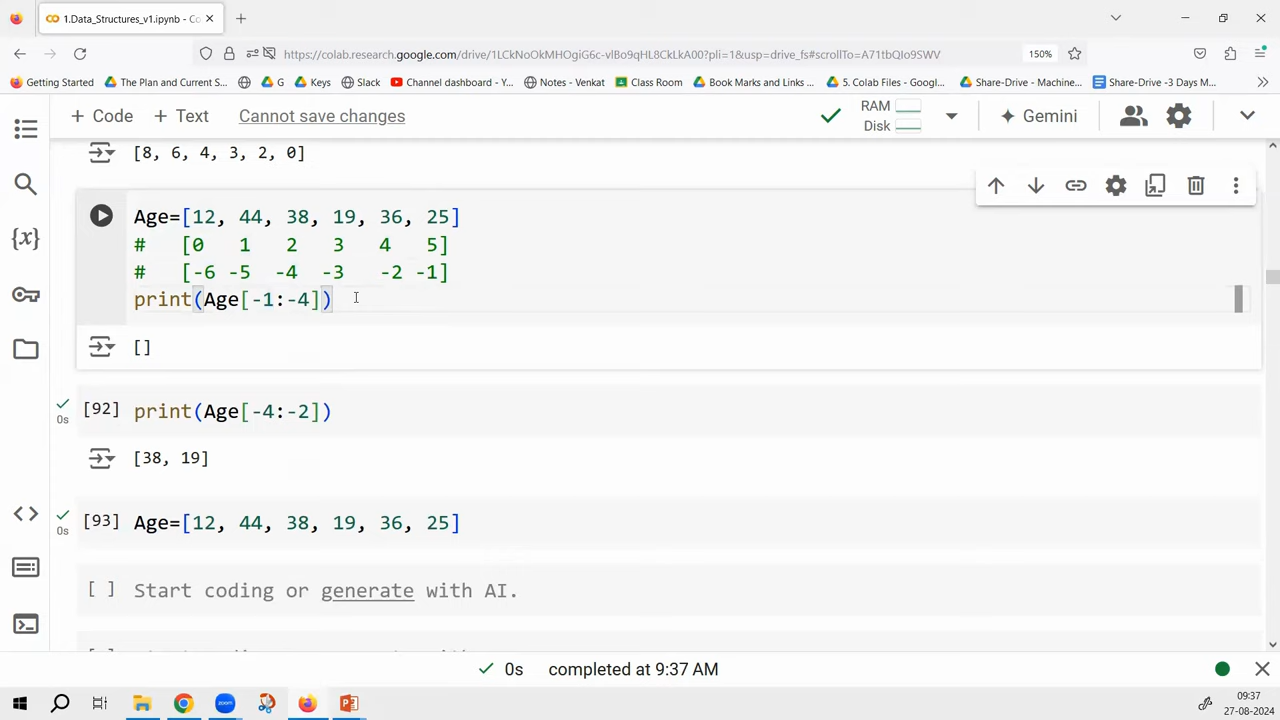 1.Data_Structures_v1.ipynb - Co
https://colab.research.google.com/drive/1LCkNoOkMHOgiG6c-vlBo9qHL8CkLkA00?pli=1&usp=drive_fs#scrollTo=A71tbQIo9SWV
150%
Getting Started
The Plan and Current S...
G
Keys
Slack
Channel dashboard - Y...
Notes - Venkat
Class Room
Book Marks and Links ...
5. Colab Files - Googl...
Share-Drive - Machine...
Share-Drive -3 Days M...
+ Code
+ Text
Cannot save changes
RAM
Disk
Gemini
[8, 6, 4, 3, 2, 0]
Age=[12, 44, 38, 19, 36, 25]
# [0 1 2 3 4 5]
# [-6 -5 -4 -3 -2 -1]
print(Age[-1:-4])
[]
[92] print(Age[-4:-2])
0s
[38, 19]
[93] Age=[12, 44, 38, 19, 36, 25]
0s
[ ] Start coding or generate with AI.
0s completed at 9:37 AM
09:37
27-08-2024